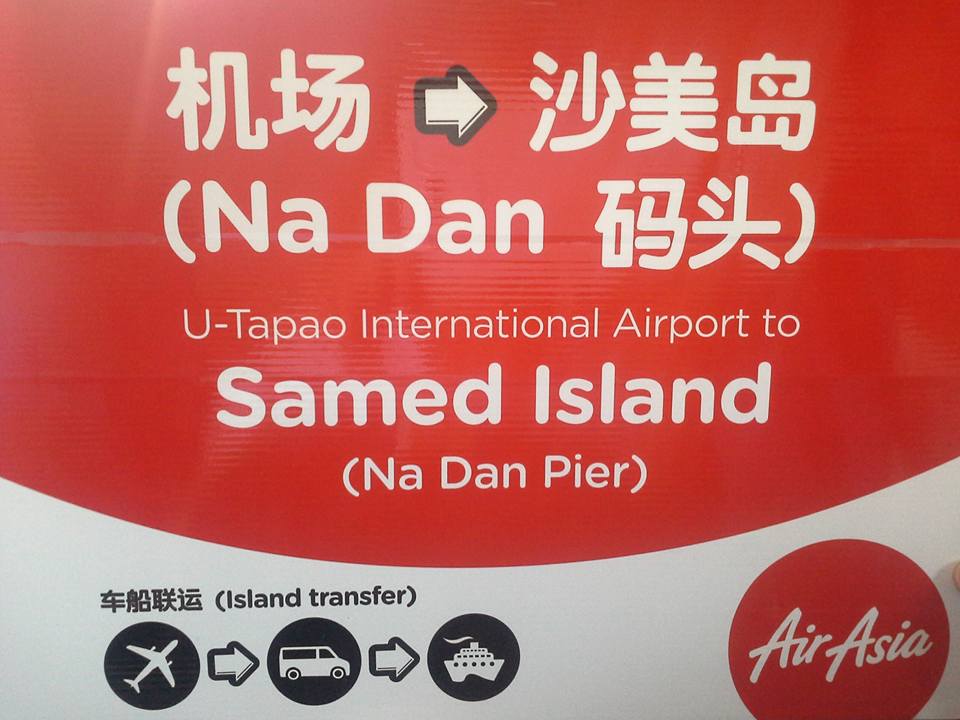 机场 沙美岛
(Na Dan 码头)
U-Tapao International Airport to
Samed Island
(Na Dan Pier)
车船联运 (Island transfer)
AirAsia